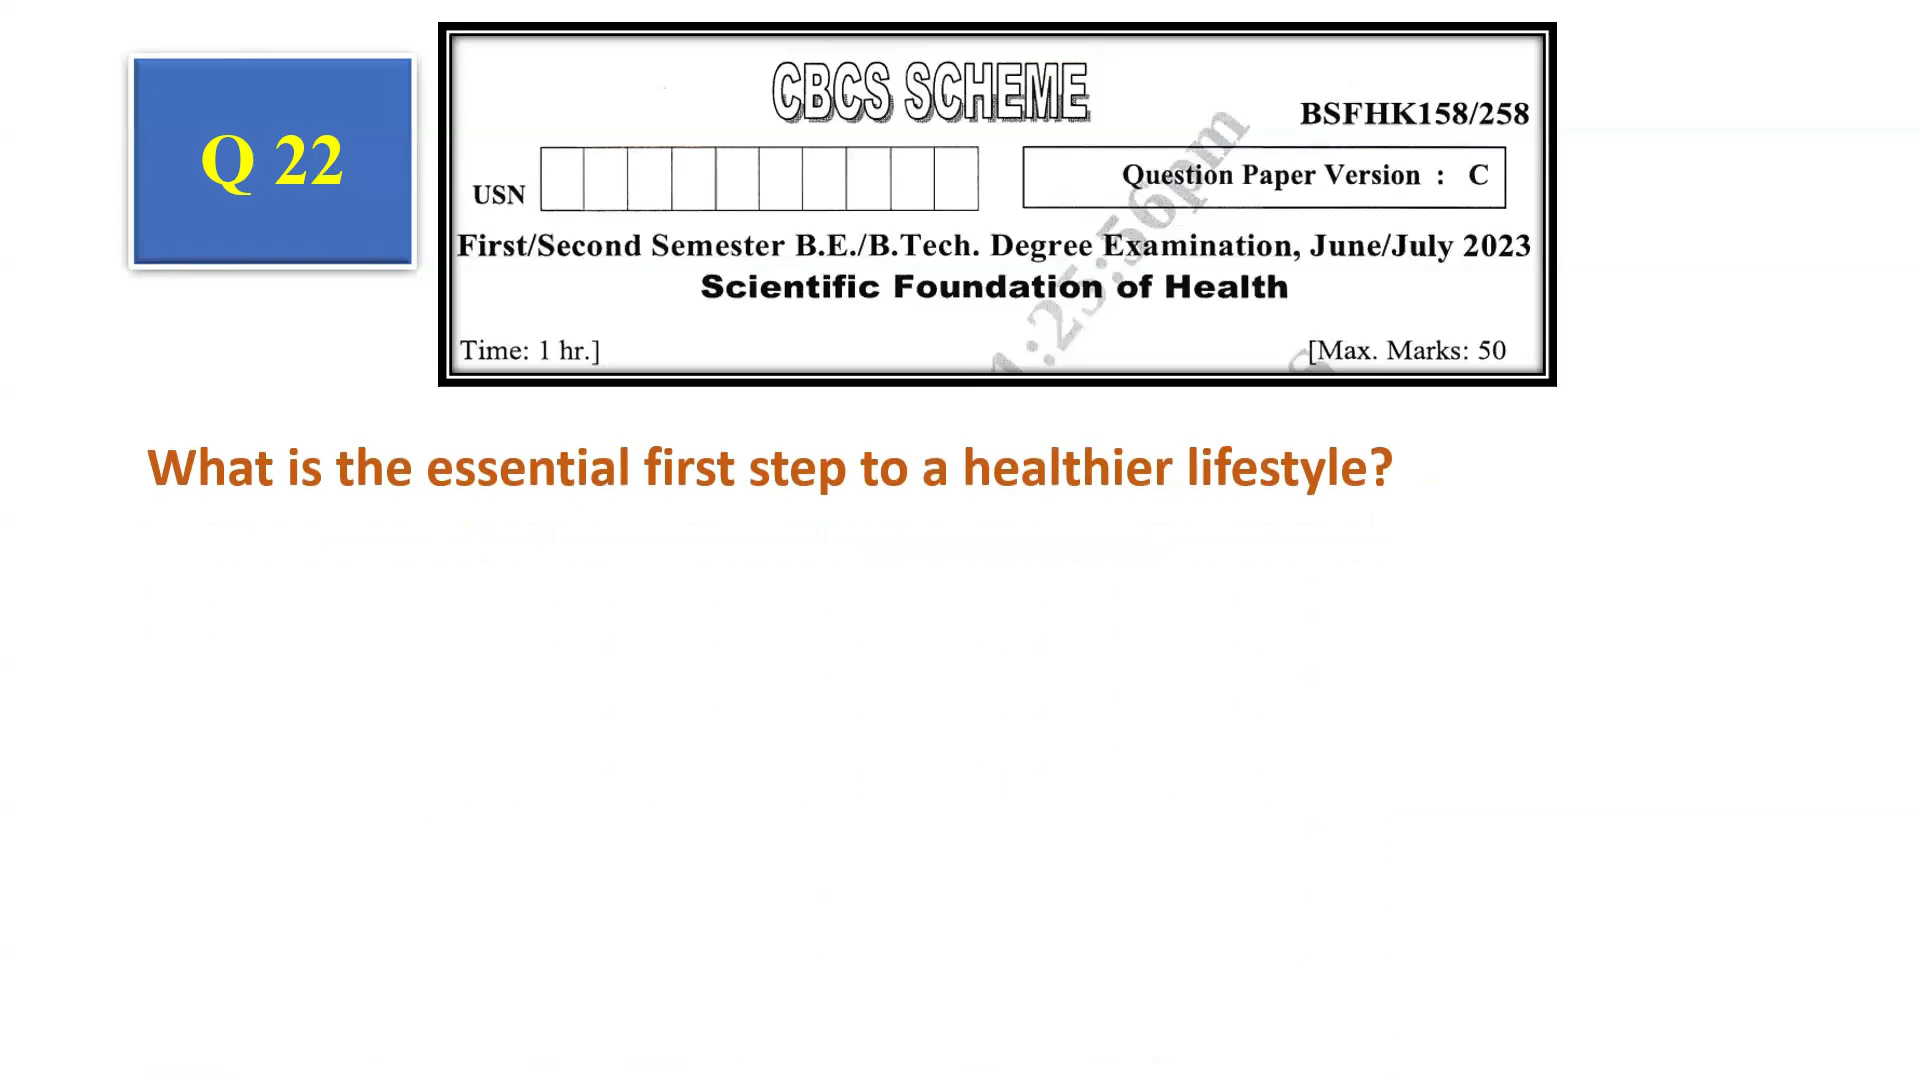 Q 22
CBCS SCHEME
BSFHK158/258
USN
Question Paper Version : C
First/Second Semester B.E./B.Tech. Degree Examination, June/July 2023
Scientific Foundation of Health
Time: 1 hr.]
[Max. Marks: 50
What is the essential first step to a healthier lifestyle?